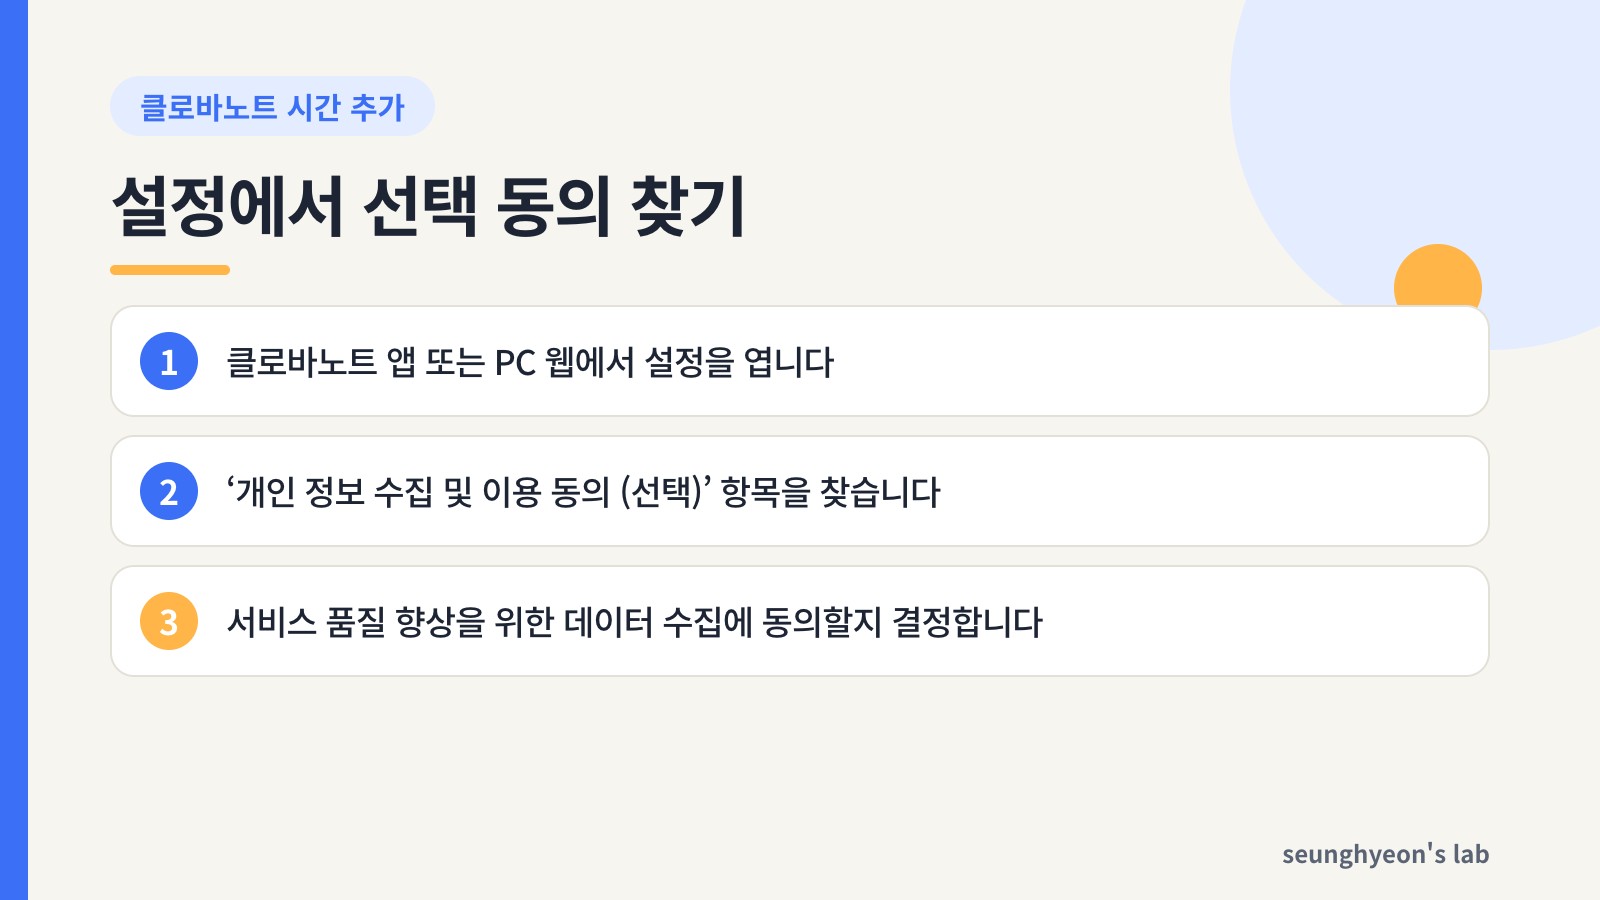 클로바노트 시간 추가
설정에서 선택 동의 찾기
1 클로바노트 앱 또는 PC 웹에서 설정을 엽니다
2 ‘개인 정보 수집 및 이용 동의 (선택)’ 항목을 찾습니다
3 서비스 품질 향상을 위한 데이터 수집에 동의할지 결정합니다
seunghyeon's lab